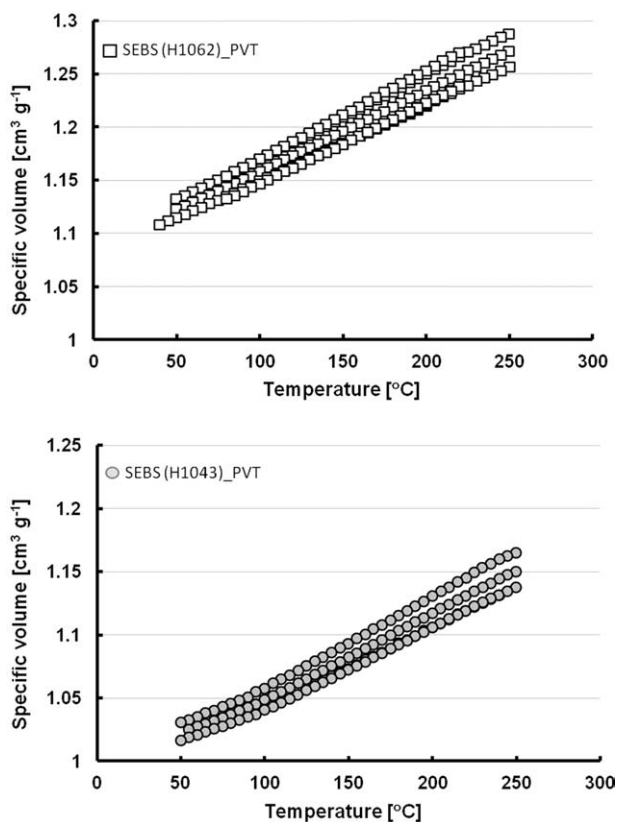 1.3
SEBS (H1062)_PVT
1.25
1.2
1.15
1.1
1.05
1
0 50 100 150 200 250 300
Specific volume [cm³ g⁻¹]
Temperature [°C]
1.25
SEBS (H1043)_PVT
1.2
1.15
1.1
1.05
1
0 50 100 150 200 250 300
Specific volume [cm³ g⁻¹]
Temperature [°C]